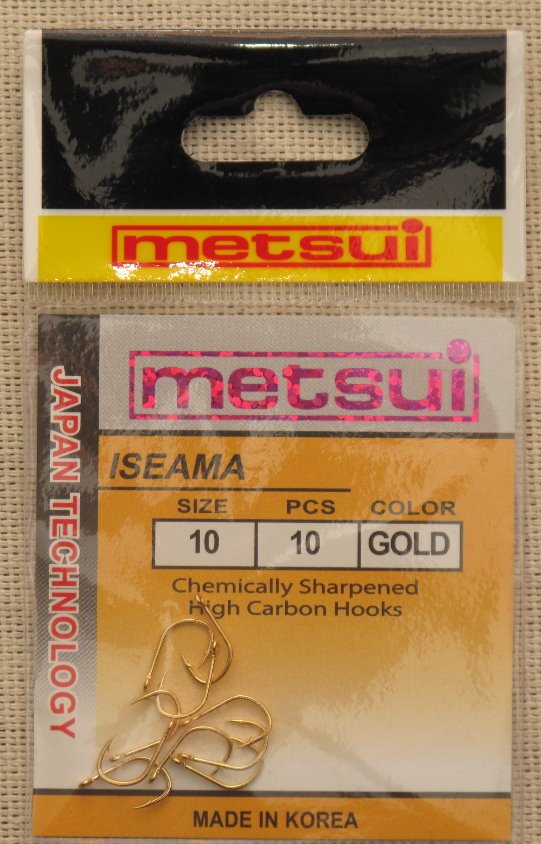 metsui
metsui
JAPAN TECHNOLOGY
ISEAMA
SIZE PCS COLOR
10 10 GOLD
Chemically Sharpened
High Carbon Hooks
MADE IN KOREA